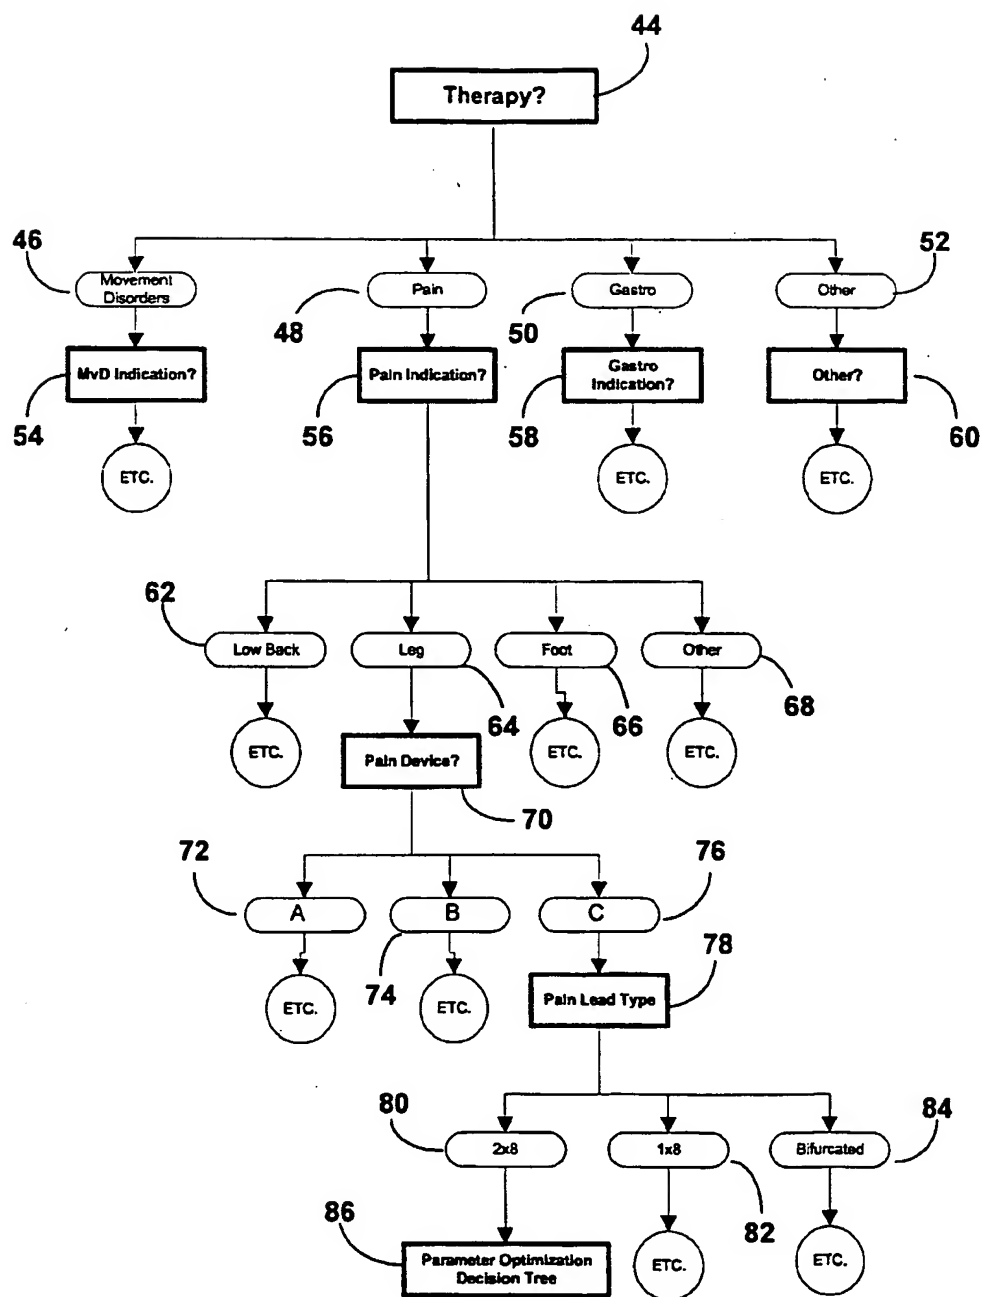 44
Therapy?
46
52
Movement
Disorders
Pain
Gastro
Other
48
50
MvD Indication?
Pain Indication?
Gastro
Indication?
Other?
54
56
58
60
ETC.
ETC.
ETC.
62
Low Back
Leg
Foot
Other
64
66
68
ETC.
Pain Device?
ETC.
ETC.
70
72
76
A
B
C
74
78
ETC.
ETC.
Pain Lead Type
80
84
2x8
1x8
Bifurcated
82
86
Parameter Optimization
Decision Tree
ETC.
ETC.